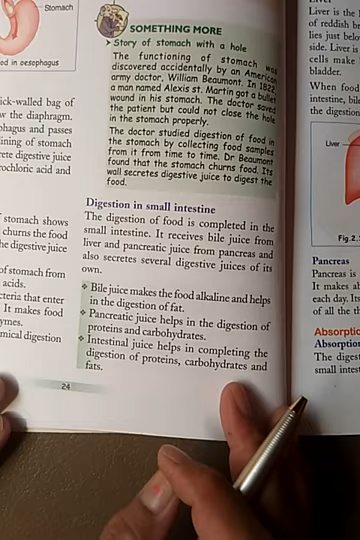 Stomach
od in oesophagus
ick-walled bag of
w the diaphragm.
phagus and passes
ining of stomach
rete digestive juice
rochloric acid and
f stomach shows
churns the food
he digestive juice
of stomach from
acids.
cteria that enter
It makes food
ymes.
mical digestion
SOMETHING MORE
Story of stomach with a hole
The functioning of stomach was
discovered accidentally by an American
army doctor, William Beaumont. In 1822,
a man named Alexis st. Martin got a bullet
wound in his stomach. The doctor saved
the patient but could not close the hole
in the stomach properly.
The doctor studied digestion of food in
the stomach by collecting food samples
from it from time to time. Dr Beaumont
found that the stomach churns food. Its
wall secretes digestive juice to digest the
food.
Digestion in small intestine
The digestion of food is completed in the
small intestine. It receives bile juice from
liver and pancreatic juice from pancreas and
also secretes several digestive juices of its
own.
Bile juice makes the food alkaline and helps
in the digestion of fat.
Pancreatic juice helps in the digestion of
proteins and carbohydrates.
Intestinal juice helps in completing the
digestion of proteins, carbohydrates and
fats.
24
Liver
Liver is the l
of reddish br
lies just below
side. Liver is
cells make
bladder.
When food
intestine, bil
the digestive
Liver
Fig.2.
Pancreas
Pancreas is
It makes ab
each day. Its
of all the th
Absorptio
Absorption
The digest
small intest